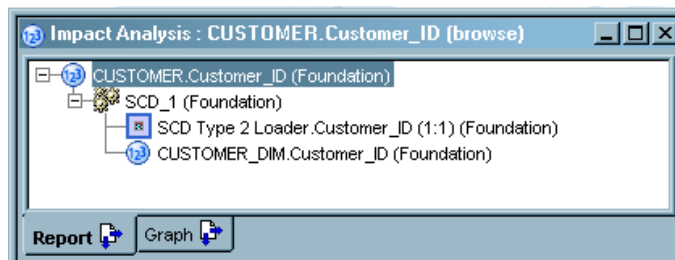 Impact Analysis : CUSTOMER.Customer_ID (browse)
CUSTOMER.Customer_ID (Foundation)
SCD_1 (Foundation)
SCD Type 2 Loader.Customer_ID (1:1) (Foundation)
CUSTOMER_DIM.Customer_ID (Foundation)
Report Graph